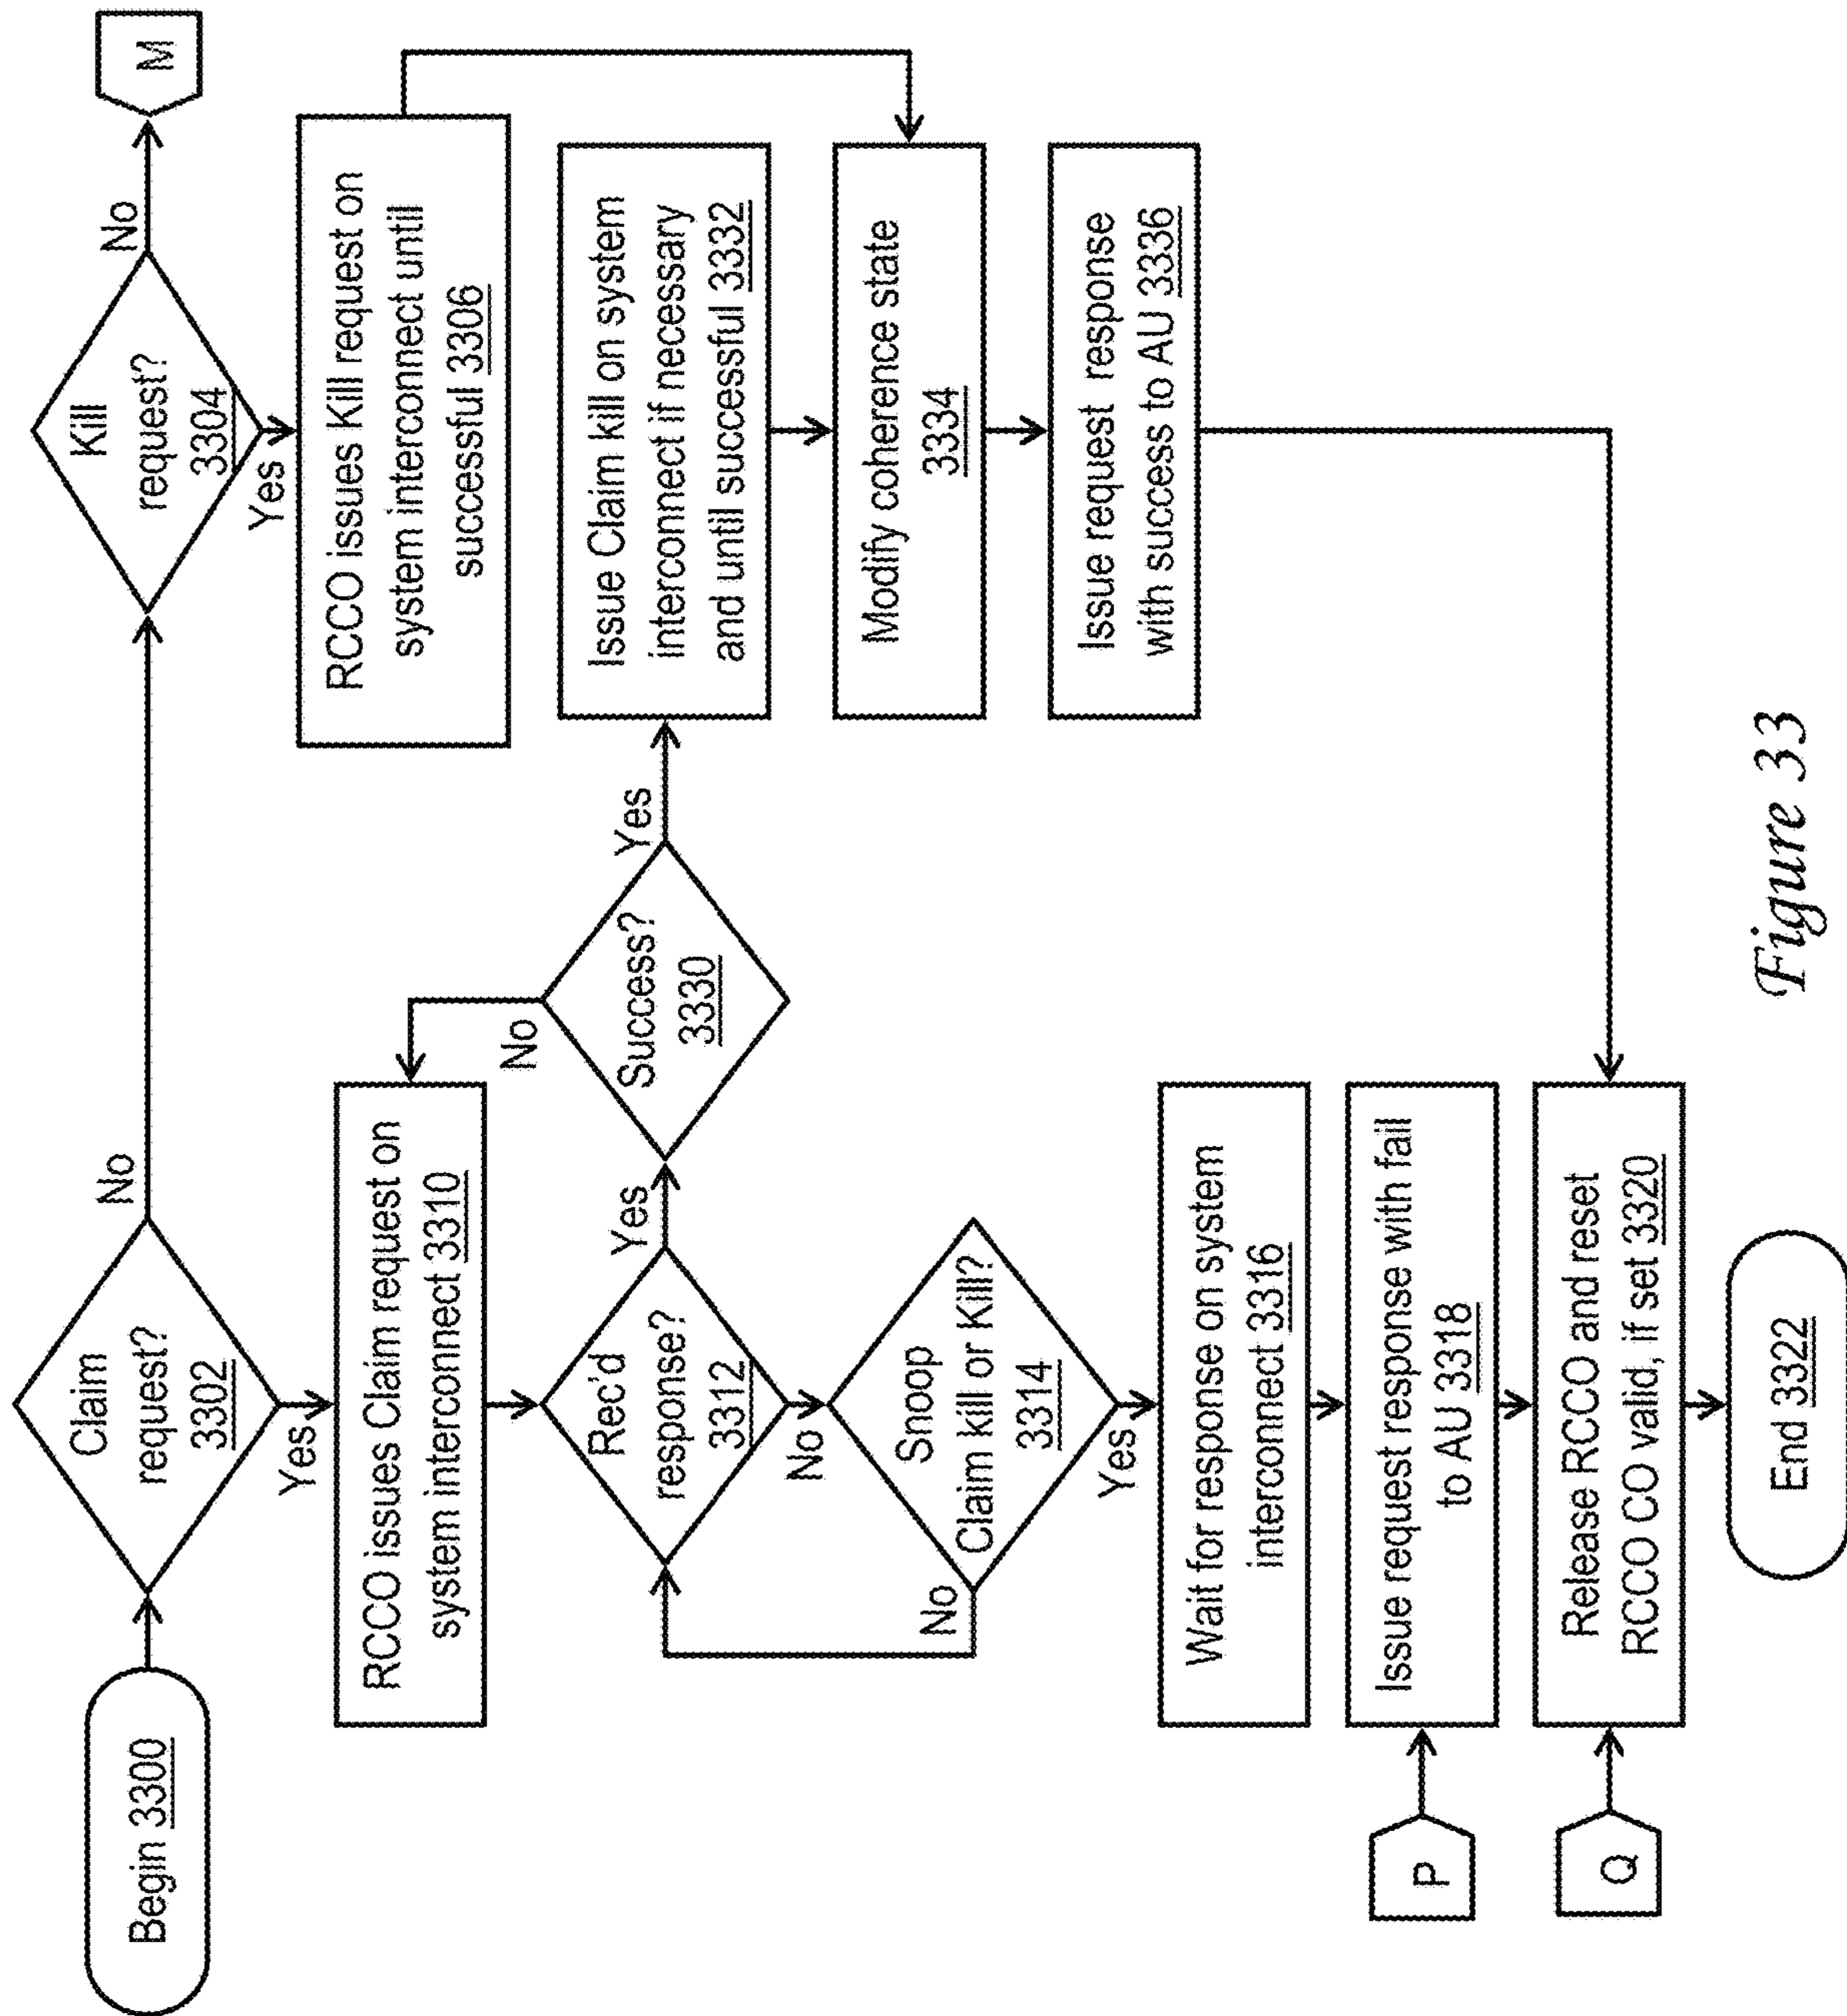 Begin 3300
Claim
request?
3302
No
Yes
Kill
request?
3304
No
Yes
M
RCCO issues Kill request on
system interconnect until
successful 3306
RCCO issues Claim request on
system interconnect 3310
Rec'd
response?
3312
Yes
No
Success?
3330
No
Yes
Issue Claim kill on system
interconnect if necessary
and until successful 3332
Modify coherence state
3334
Issue request response
with success to AU 3336
Snoop
Claim kill or Kill?
3314
No
Yes
Wait for response on system
interconnect 3316
P
Issue request response with fail
to AU 3318
Q
Release RCCO and reset
RCCO CO valid, if set 3320
End 3322
Figure 33